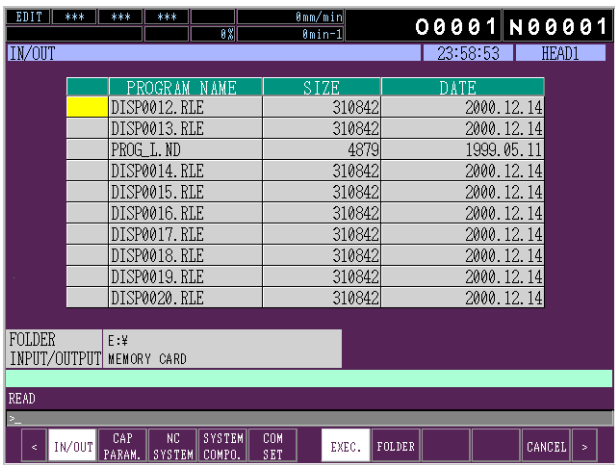 EDIT *** *** *** 0mm/min O0001 N00001
0% 0min-1
IN/OUT 23:58:53 HEAD1
PROGRAM NAME SIZE DATE
DISP0012.RLE 310842 2000.12.14
DISP0013.RLE 310842 2000.12.14
PROG_L.ND 4879 1999.05.11
DISP0014.RLE 310842 2000.12.14
DISP0015.RLE 310842 2000.12.14
DISP0016.RLE 310842 2000.12.14
DISP0017.RLE 310842 2000.12.14
DISP0018.RLE 310842 2000.12.14
DISP0019.RLE 310842 2000.12.14
DISP0020.RLE 310842 2000.12.14
FOLDER E:¥
INPUT/OUTPUT MEMORY CARD
READ
>_
< IN/OUT CAP PARAM. NC SYSTEM SYSTEM COMPO. COM SET EXEC. FOLDER CANCEL >